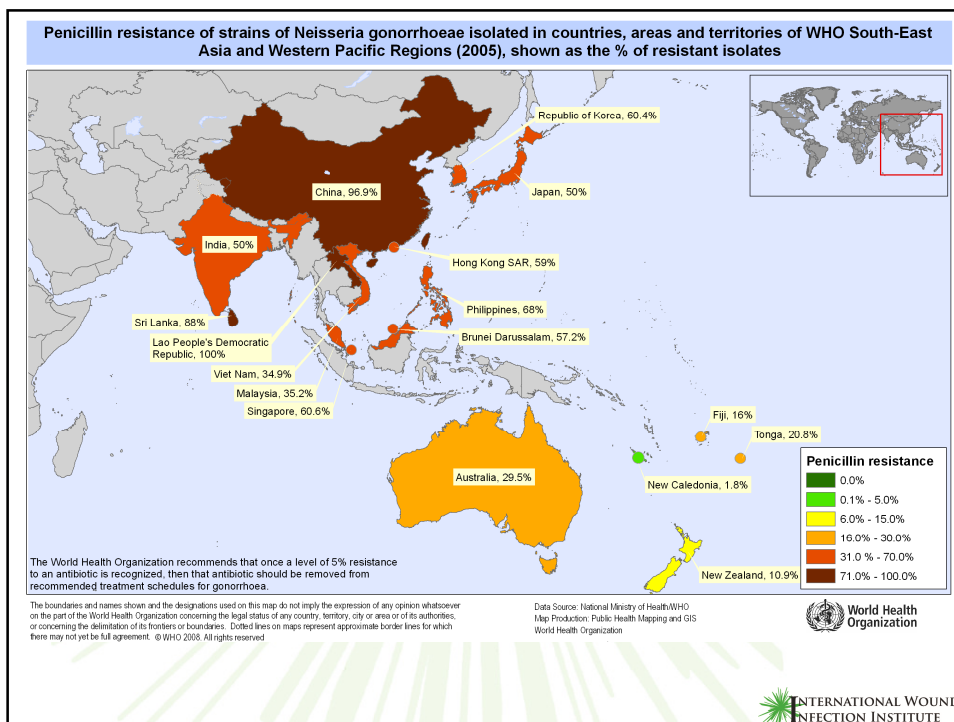 Penicillin resistance of strains of Neisseria gonorrhoeae isolated in countries, areas and territories of WHO South-East
Asia and Western Pacific Regions (2005), shown as the % of resistant isolates
Republic of Korea, 60.4%
China, 96.9%
Japan, 50%
India, 50%
Hong Kong SAR, 59%
Philippines, 68%
Sri Lanka, 88%
Brunei Darussalam, 57.2%
Lao People's Democratic
Republic, 100%
Viet Nam, 34.9%
Malaysia, 35.2%
Singapore, 60.6%
Fiji, 16%
Tonga, 20.8%
Australia, 29.5%
New Caledonia, 1.8%
New Zealand, 10.9%
Penicillin resistance
0.0%
0.1% - 5.0%
6.0% - 15.0%
16.0% - 30.0%
31.0 % - 70.0%
71.0% - 100.0%
The World Health Organization recommends that once a level of 5% resistance
to an antibiotic is recognized, then that antibiotic should be removed from
recommended treatment schedules for gonorrhoea.
The boundaries and names shown and the designations used on this map do not imply the expression of any opinion whatsoever
on the part of the World Health Organization concerning the legal status of any country, territory, city or area or of its authorities,
or concerning the delimitation of its frontiers or boundaries. Dotted lines on maps represent approximate border lines for which
there may not yet be full agreement. © WHO 2008. All rights reserved
Data Source: National Ministry of Health/WHO
Map Production: Public Health Mapping and GIS
World Health Organization
World Health
Organization
INTERNATIONAL WOUN
INFECTION INSTITUTE